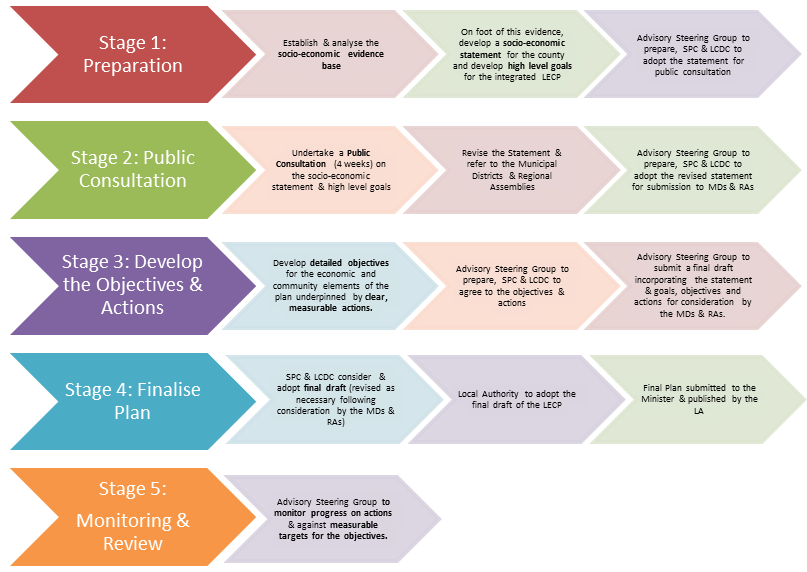 Stage 1:
Preparation
Establish & analyse the
socio-economic evidence
base
On foot of this evidence,
develop a socio-economic
statement for the county
and develop high level goals
for the integrated LECP
Advisory Steering Group to
prepare, SPC & LCDC to
adopt the statement for
public consultation
Stage 2: Public
Consultation
Undertake a Public
Consultation (4 weeks) on
the socio-economic
statement & high level goals
Revise the Statement &
refer to the Municipal
Districts & Regional
Assemblies
Advisory Steering Group to
prepare, SPC & LCDC to
adopt the revised statement
for submission to MDs & RAs
Stage 3: Develop
the Objectives &
Actions
Develop detailed objectives
for the economic and
community elements of the
plan underpinned by clear,
measurable actions.
Advisory Steering Group to
prepare, SPC & LCDC to
agree to the objectives &
actions
Advisory Steering Group to
submit a final draft
incorporating the statement
& goals, objectives and
actions for consideration by
the MDs & RAs.
Stage 4: Finalise
Plan
SPC & LCDC consider &
adopt final draft (revised as
necessary following
consideration by the MDs &
RAs)
Local Authority to adopt the
final draft of the LECP
Final Plan submitted to the
Minister & published by the
LA
Stage 5:
Monitoring &
Review
Advisory Steering Group to
monitor progress on actions
& against measurable
targets for the objectives.